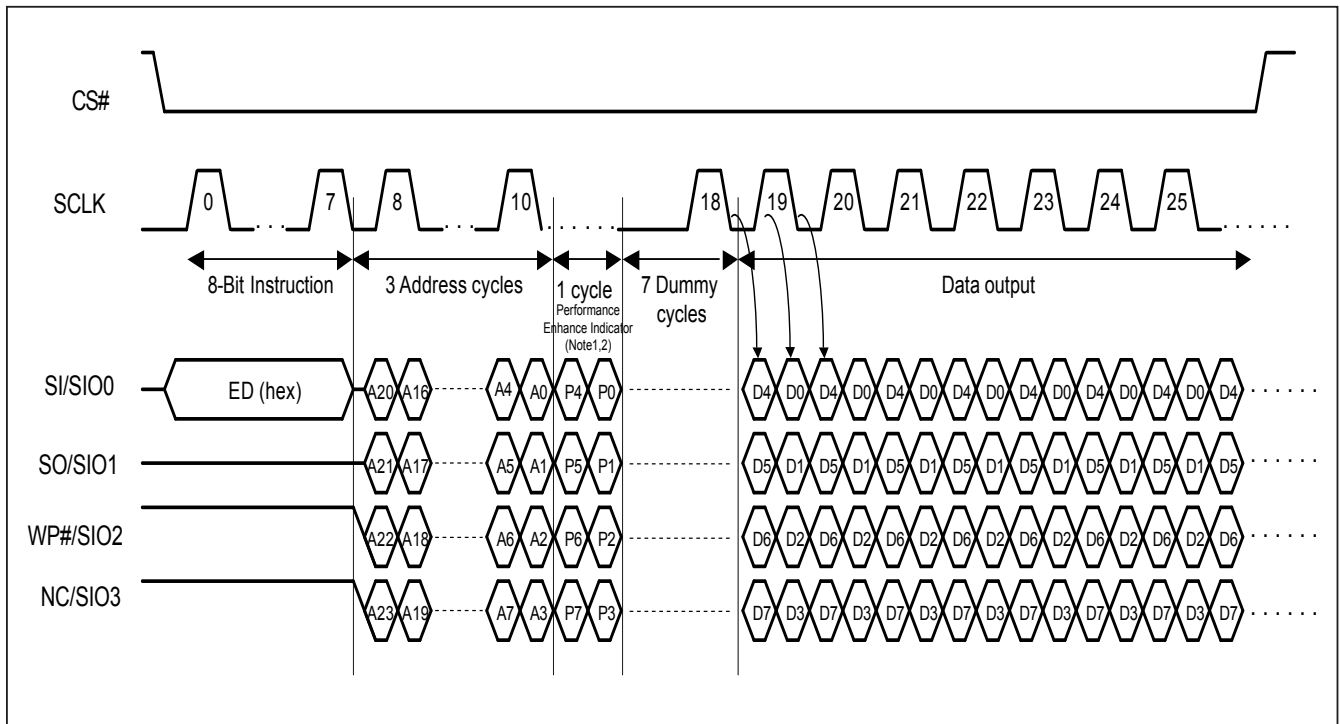 CS#
SCLK 0 · · · 7 8 · · · 10 · · · · · · 18 19 20 21 22 23 24 25 · · · · · ·
8-Bit Instruction 3 Address cycles 1 cycle 7 Dummy Data output
Performance cycles
Enhance Indicator
(Note1,2)
SI/SIO0 ED (hex) A20 A16 A4 A0 P4 P0 D4 D0 D4 D0 D4 D0 D4 D0 D4 D0 D4 D0 D4 D0 D4 · · · · · ·
SO/SIO1 A21 A17 A5 A1 P5 P1 D5 D1 D5 D1 D5 D1 D5 D1 D5 D1 D5 D1 D5 D1 D5 · · · · · ·
WP#/SIO2 A22 A18 A6 A2 P6 P2 D6 D2 D6 D2 D6 D2 D6 D2 D6 D2 D6 D2 D6 D2 D6 · · · · · ·
NC/SIO3 A23 A19 A7 A3 P7 P3 D7 D3 D7 D3 D7 D3 D7 D3 D7 D3 D7 D3 D7 D3 D7 · · · · · ·